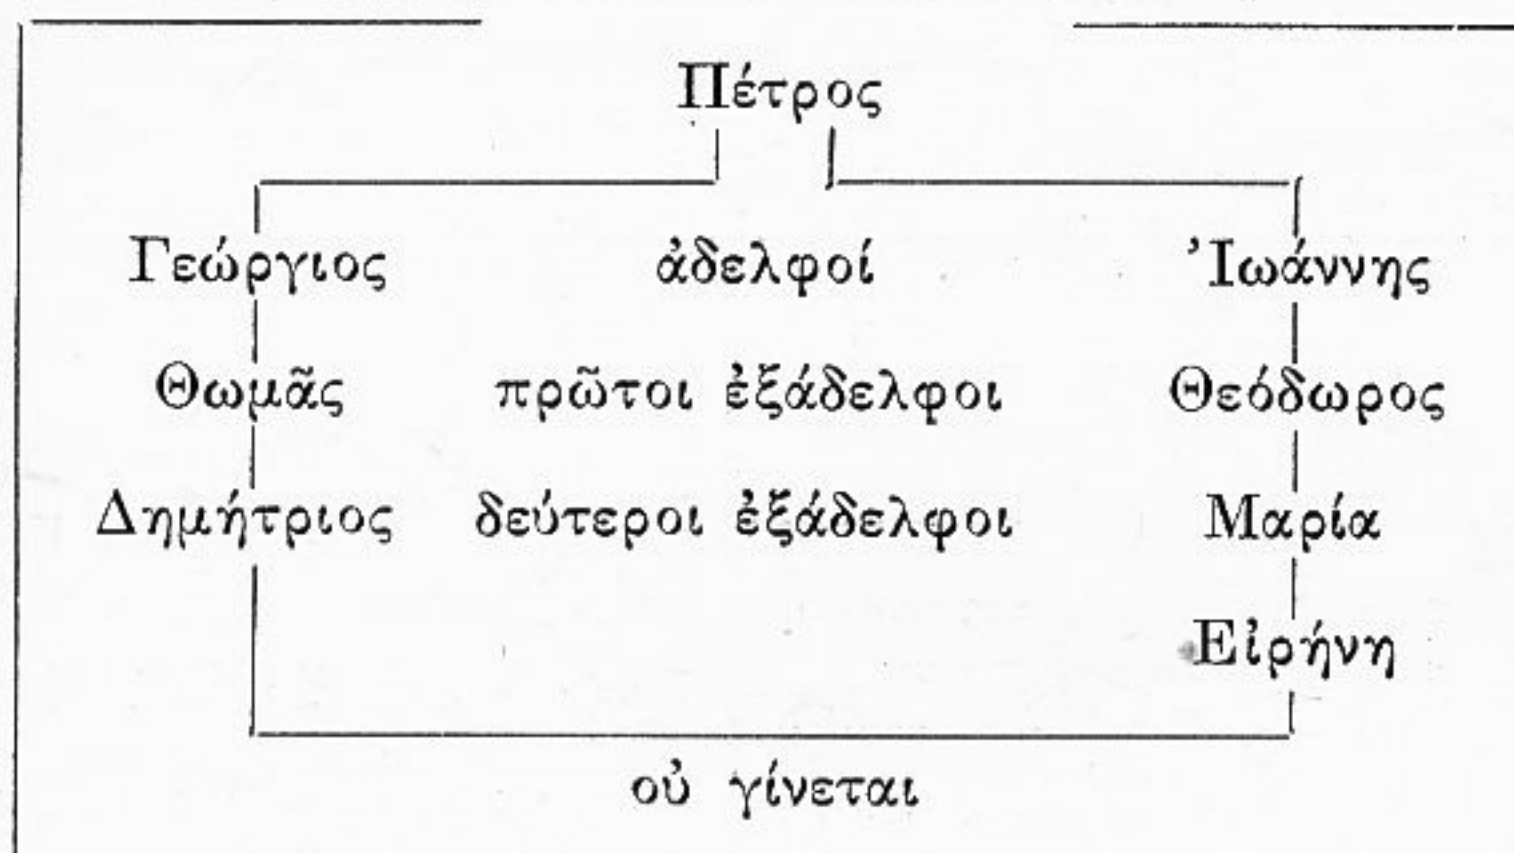 Πέτρος
Γεώργιος ἀδελφοί Ἰωάννης
Θωμᾶς πρῶτοι ἐξάδελφοι Θεόδωρος
Δημήτριος δεύτεροι ἐξάδελφοι Μαρία
Εἰρήνη
οὐ γίνεται